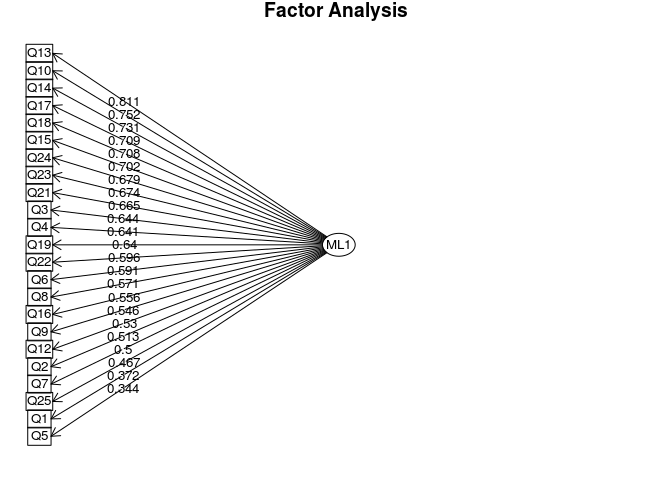 Factor Analysis
Q13
Q10
Q14
Q17
Q18
Q15
Q24
Q23
Q21
Q3
Q4
Q19
Q22
Q6
Q8
Q16
Q9
Q12
Q2
Q7
Q25
Q1
Q5
0.811
0.752
0.731
0.709
0.708
0.702
0.679
0.674
0.665
0.644
0.641
0.64
0.596
0.591
0.571
0.556
0.546
0.53
0.513
0.5
0.467
0.372
0.344
ML1